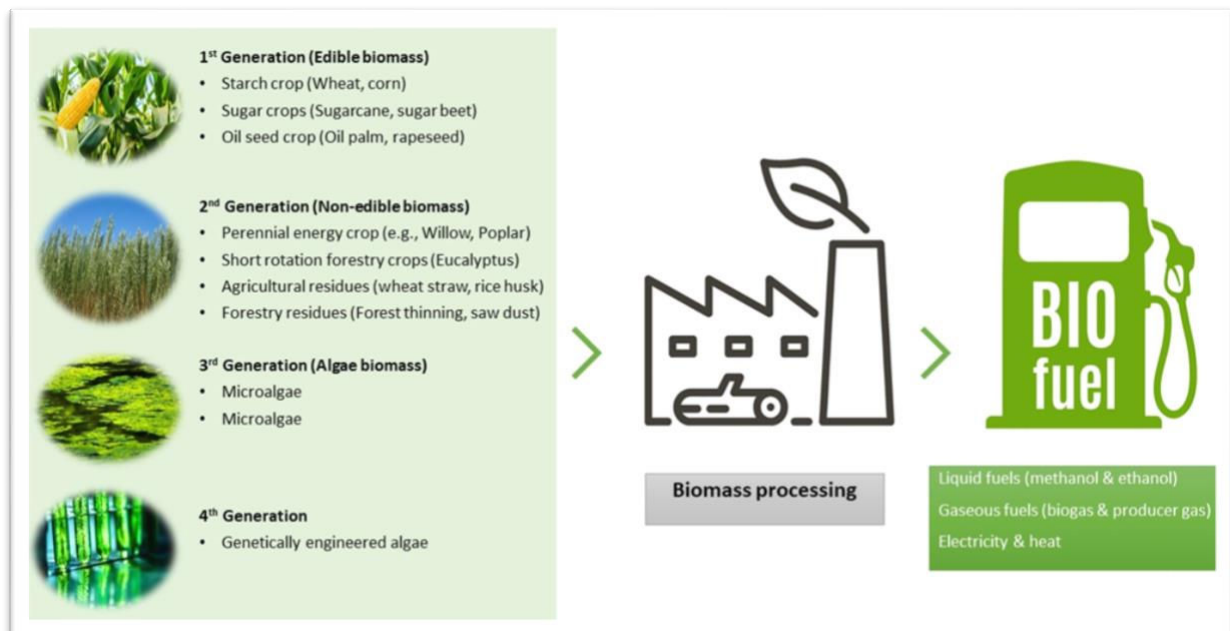 1st Generation (Edible biomass)
• Starch crop (Wheat, corn)
• Sugar crops (Sugarcane, sugar beet)
• Oil seed crop (Oil palm, rapeseed)
2nd Generation (Non-edible biomass)
• Perennial energy crop (e.g., Willow, Poplar)
• Short rotation forestry crops (Eucalyptus)
• Agricultural residues (wheat straw, rice husk)
• Forestry residues (Forest thinning, saw dust)
3rd Generation (Algae biomass)
• Microalgae
• Microalgae
4th Generation
• Genetically engineered algae
Biomass processing
BIO
fuel
Liquid fuels (methanol & ethanol)
Gaseous fuels (biogas & producer gas)
Electricity & heat